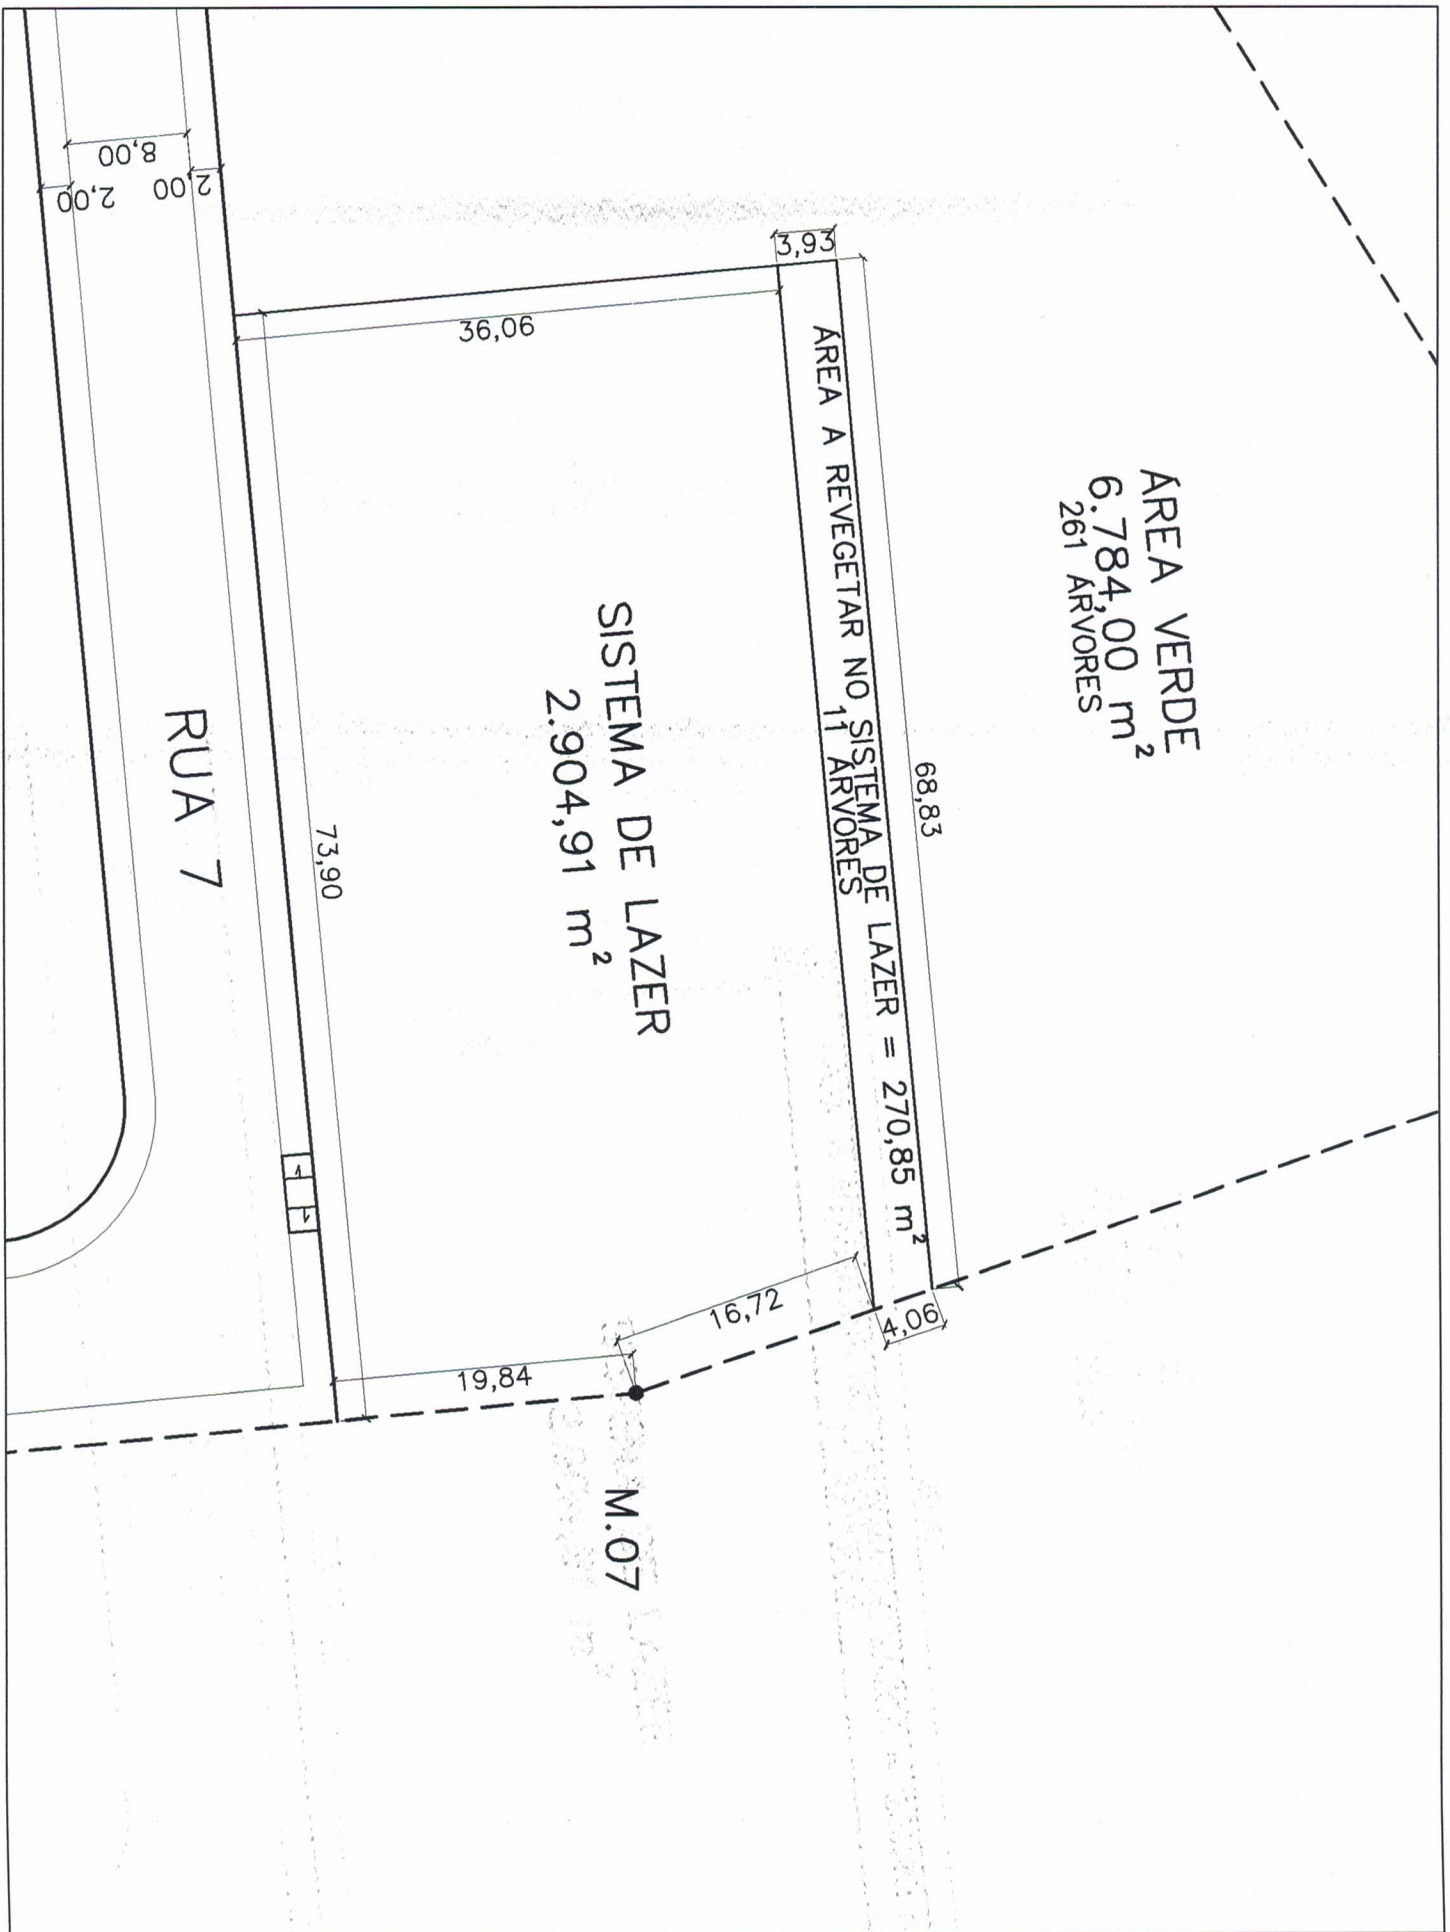 ÁREA VERDE
6.784,00 m²
261 ÁRVORES
68,83
3,93
ÁREA A REVEGETAR NO SISTEMA DE LAZER = 270,85 m²
11 ÁRVORES
4,06
36,06
SISTEMA DE LAZER
2.904,91 m²
16,72
M.07
19,84
73,90
RUA 7
2,00
8,00
2,00